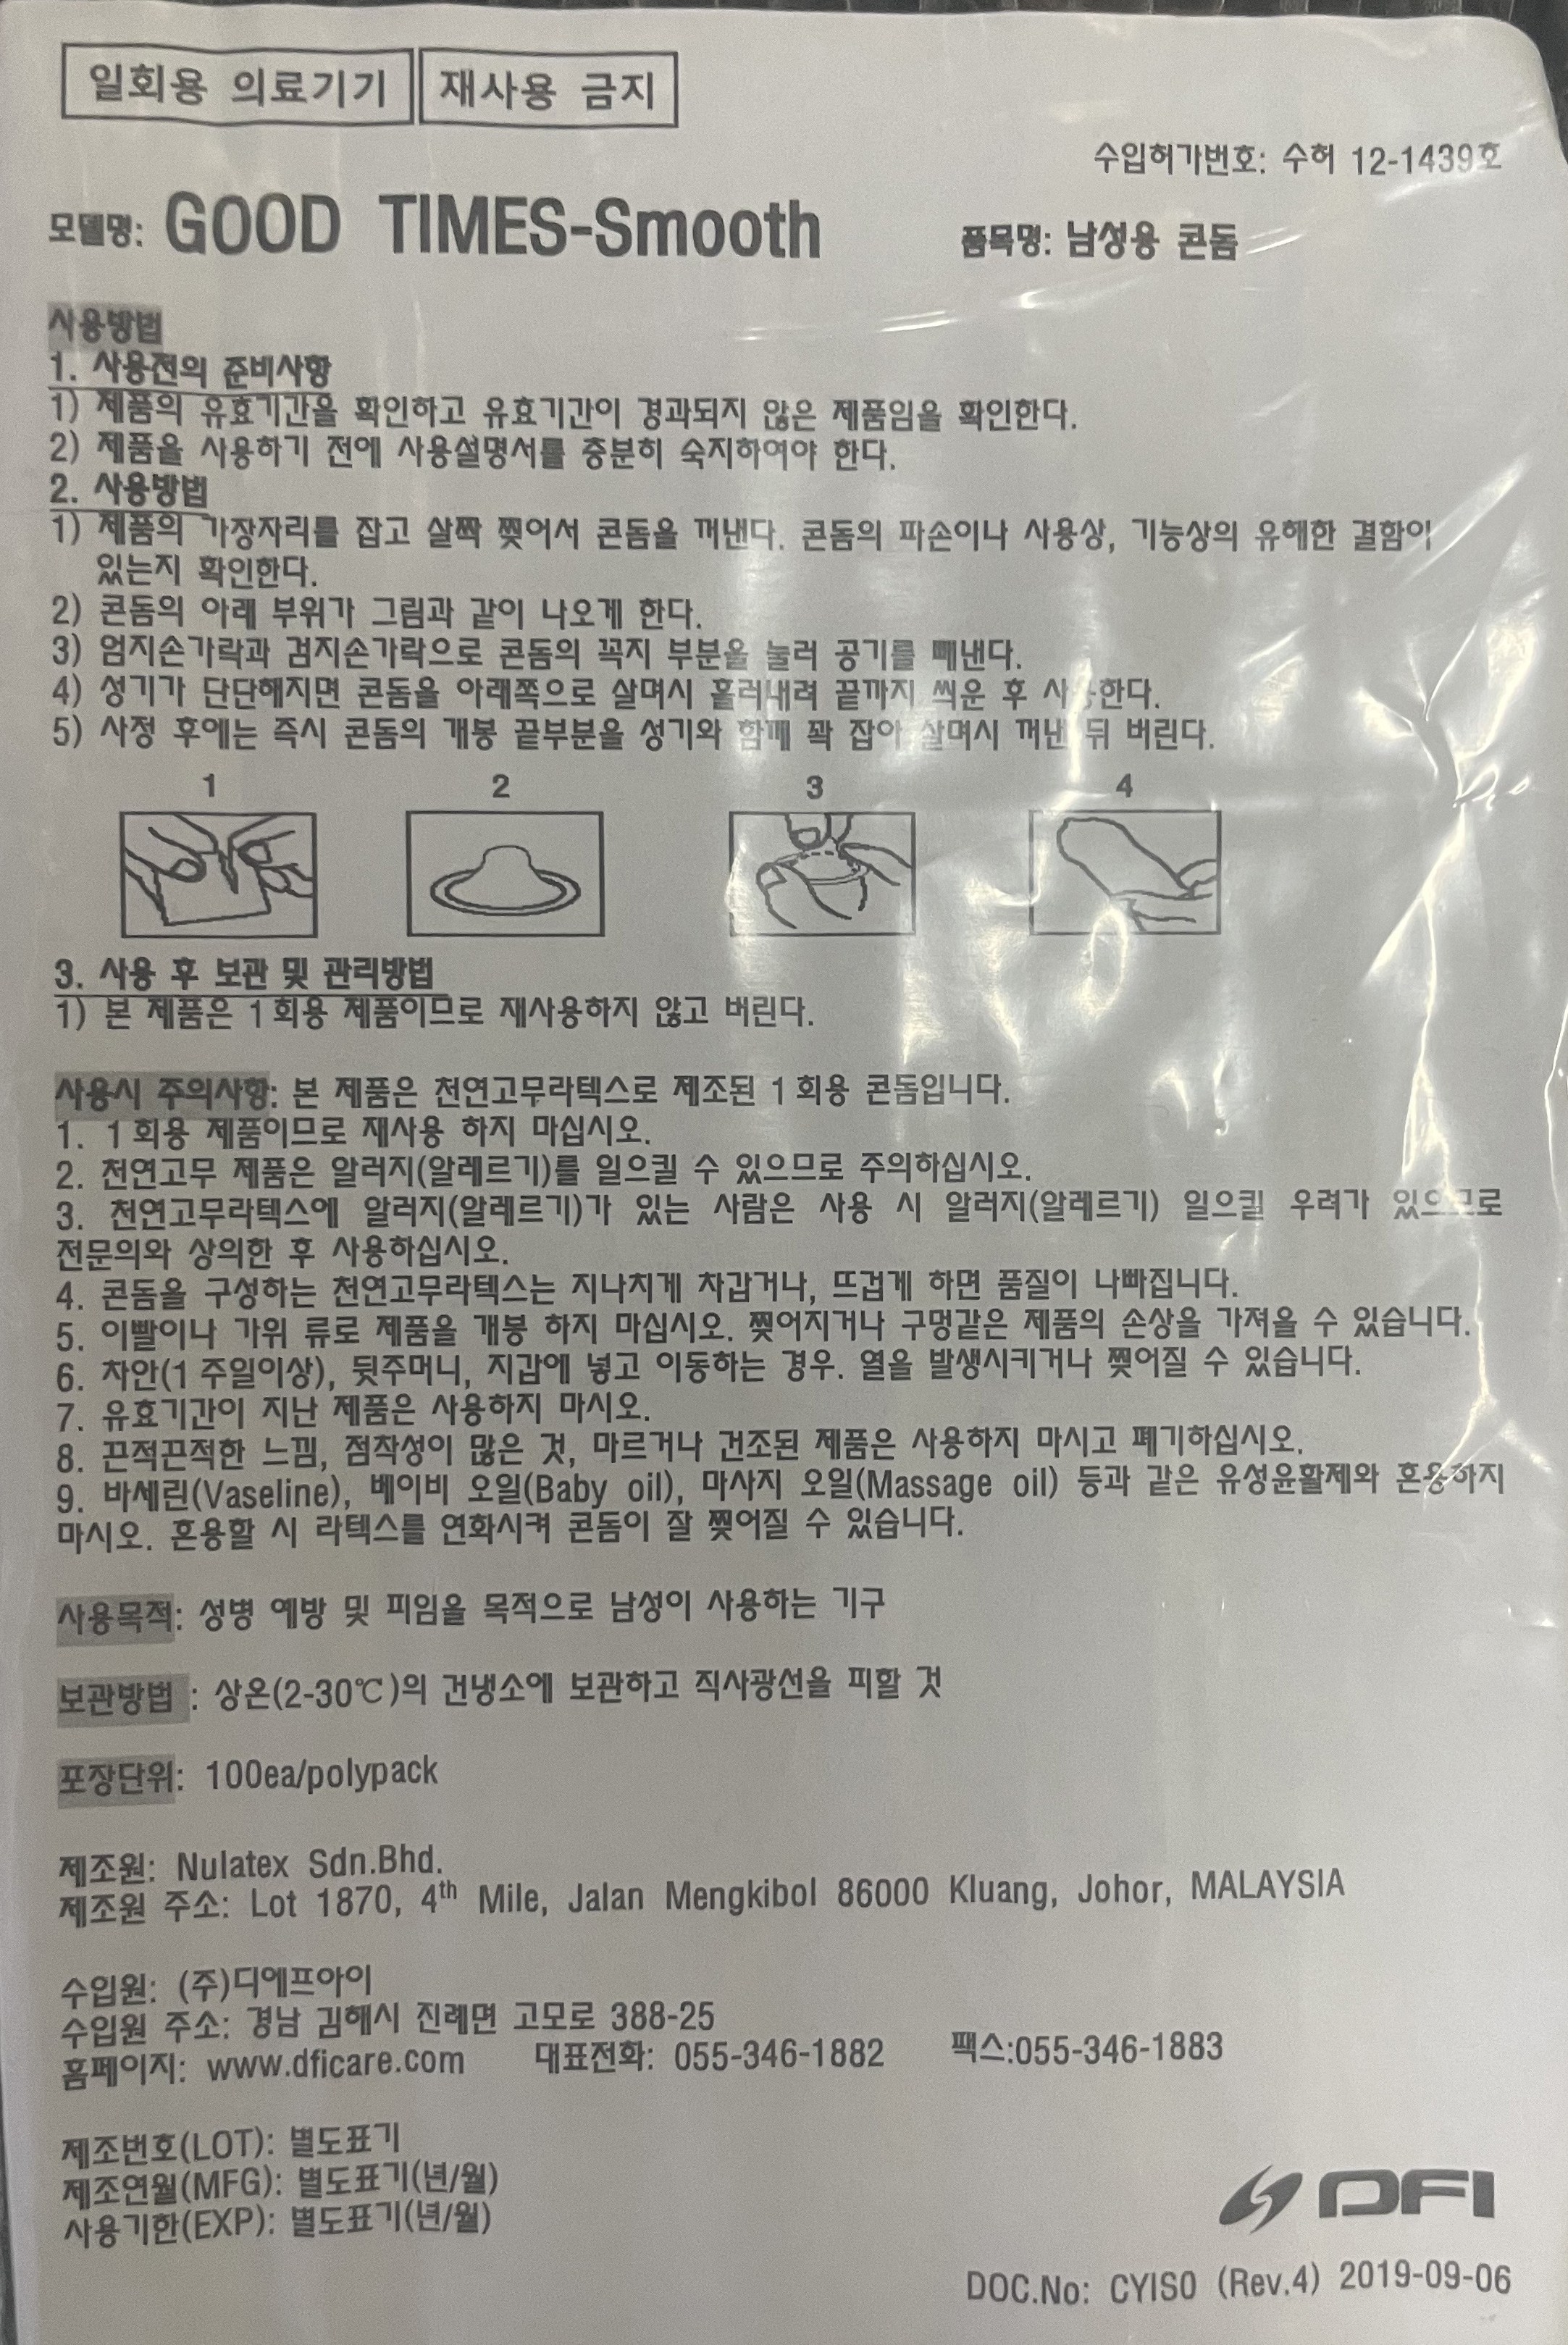 일회용 의료기기 재사용 금지
수입허가번호: 수허 12-1439호
모델명: GOOD TIMES-Smooth 품목명: 남성용 콘돔
사용방법
1. 사용전의 준비사항
1) 제품의 유효기간을 확인하고 유효기간이 경과되지 않은 제품임을 확인한다.
2) 제품을 사용하기 전에 사용설명서를 충분히 숙지하여야 한다.
2. 사용방법
1) 제품의 가장자리를 잡고 살짝 찢어서 콘돔을 꺼낸다. 콘돔의 파손이나 사용상, 기능상의 유해한 결함이
있는지 확인한다.
2) 콘돔의 아래 부위가 그림과 같이 나오게 한다.
3) 엄지손가락과 검지손가락으로 콘돔의 꼭지 부분을 눌러 공기를 빼낸다.
4) 성기가 단단해지면 콘돔을 아래쪽으로 살며시 흘러내려 끝까지 씌운 후 사용한다.
5) 사정 후에는 즉시 콘돔의 개봉 끝부분을 성기와 함께 꽉 잡아 살며시 꺼낸 뒤 버린다.
1 2 3 4
3. 사용 후 보관 및 관리방법
1) 본 제품은 1회용 제품이므로 재사용하지 않고 버린다.
사용시 주의사항: 본 제품은 천연고무라텍스로 제조된 1회용 콘돔입니다.
1. 1회용 제품이므로 재사용 하지 마십시오.
2. 천연고무 제품은 알러지(알레르기)를 일으킬 수 있으므로 주의하십시오.
3. 천연고무라텍스에 알러지(알레르기)가 있는 사람은 사용 시 알러지(알레르기) 일으킬 우려가 있으므로
전문의와 상의한 후 사용하십시오.
4. 콘돔을 구성하는 천연고무라텍스는 지나치게 차갑거나, 뜨겁게 하면 품질이 나빠집니다.
5. 이빨이나 가위 류로 제품을 개봉 하지 마십시오. 찢어지거나 구멍같은 제품의 손상을 가져올 수 있습니다.
6. 차안(1주일이상), 뒷주머니, 지갑에 넣고 이동하는 경우. 열을 발생시키거나 찢어질 수 있습니다.
7. 유효기간이 지난 제품은 사용하지 마시오.
8. 끈적끈적한 느낌, 점착성이 많은 것, 마르거나 건조된 제품은 사용하지 마시고 폐기하십시오.
9. 바세린(Vaseline), 베이비 오일(Baby oil), 마사지 오일(Massage oil) 등과 같은 유성윤활제와 혼용하지
마시오. 혼용할 시 라텍스를 연화시켜 콘돔이 잘 찢어질 수 있습니다.
사용목적: 성병 예방 및 피임을 목적으로 남성이 사용하는 기구
보관방법 : 상온(2-30℃)의 건냉소에 보관하고 직사광선을 피할 것
포장단위: 100ea/polypack
제조원: Nulatex Sdn.Bhd.
제조원 주소: Lot 1870, 4th Mile, Jalan Mengkibol 86000 Kluang, Johor, MALAYSIA
수입원: (주)디에프아이
수입원 주소: 경남 김해시 진례면 고모로 388-25
홈페이지: www.dficare.com 대표전화: 055-346-1882 팩스:055-346-1883
제조번호(LOT): 별도표기
제조연월(MFG): 별도표기(년/월)
사용기한(EXP): 별도표기(년/월)
DFI
DOC.No: CYIS0 (Rev.4) 2019-09-06